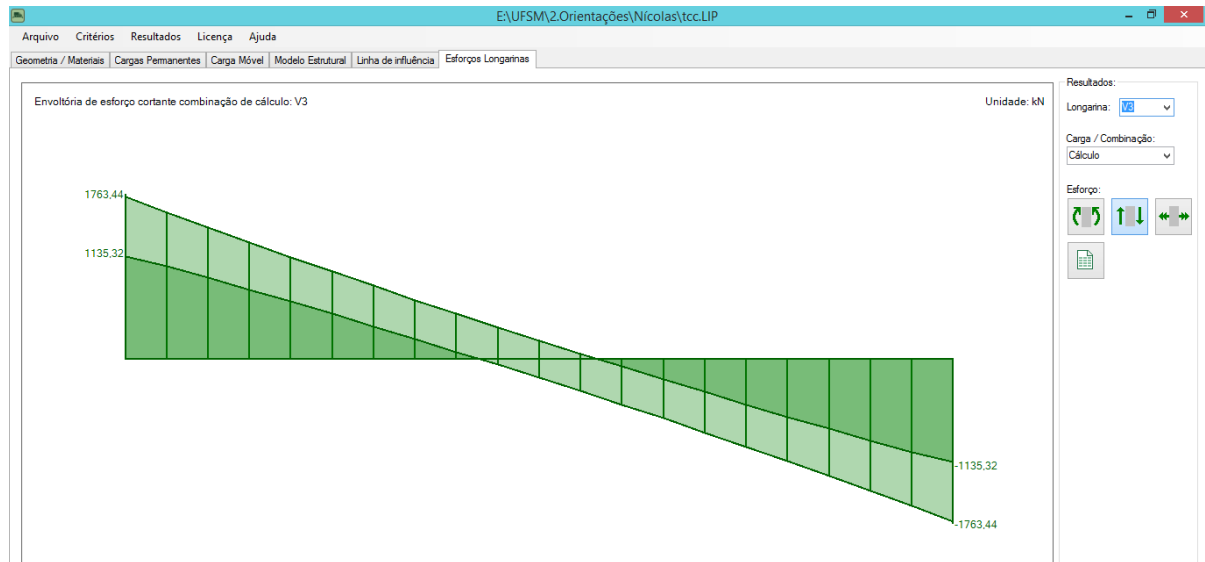 E:\UFSM\2.Orientações\Nícolas\tcc.LIP
Arquivo Critérios Resultados Licença Ajuda
Geometria / Materiais Cargas Permanentes Carga Móvel Modelo Estrutural Linha de influência Esforços Longarinas
Envoltória de esforço cortante combinação de cálculo: V3
Unidade: kN
1763,44
1135,32
-1135,32
-1763,44
Resultados:
Longarina: V3
Carga / Combinação:
Cálculo
Esforço: